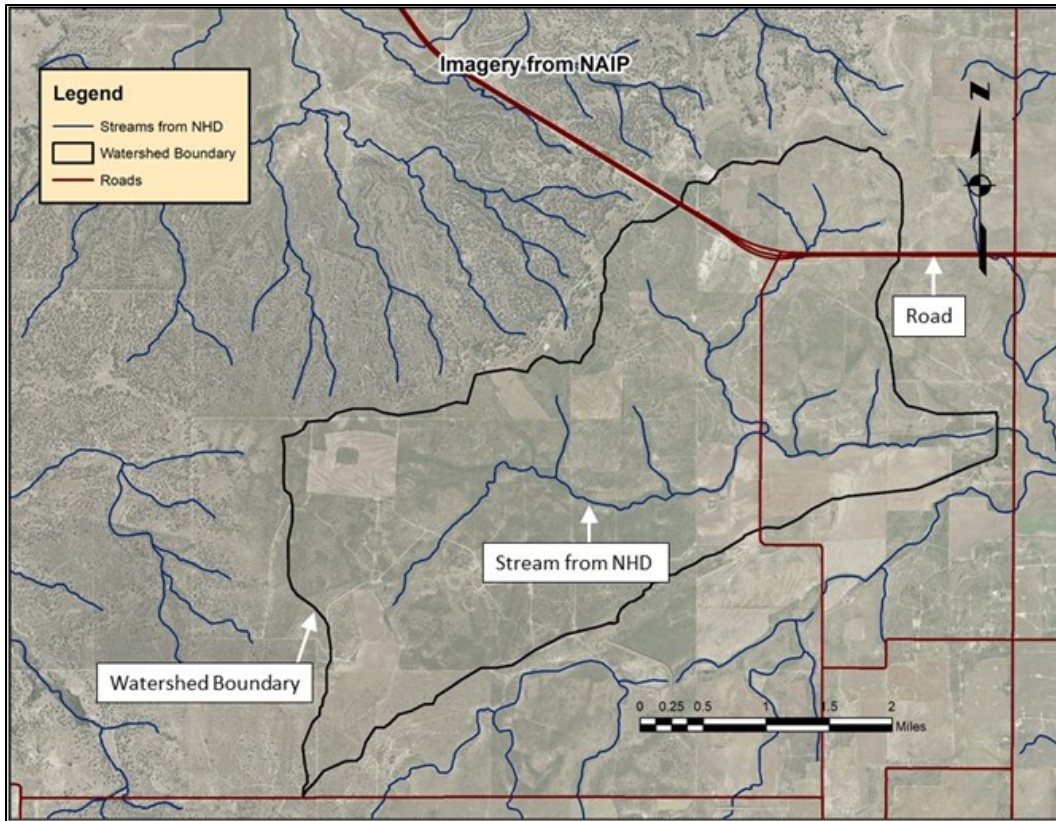 Imagery from NAIP
Legend
Streams from NHD
Watershed Boundary
Roads
N
Road
Stream from NHD
Watershed Boundary
0 0.25 0.5 1 1.5 2
Miles